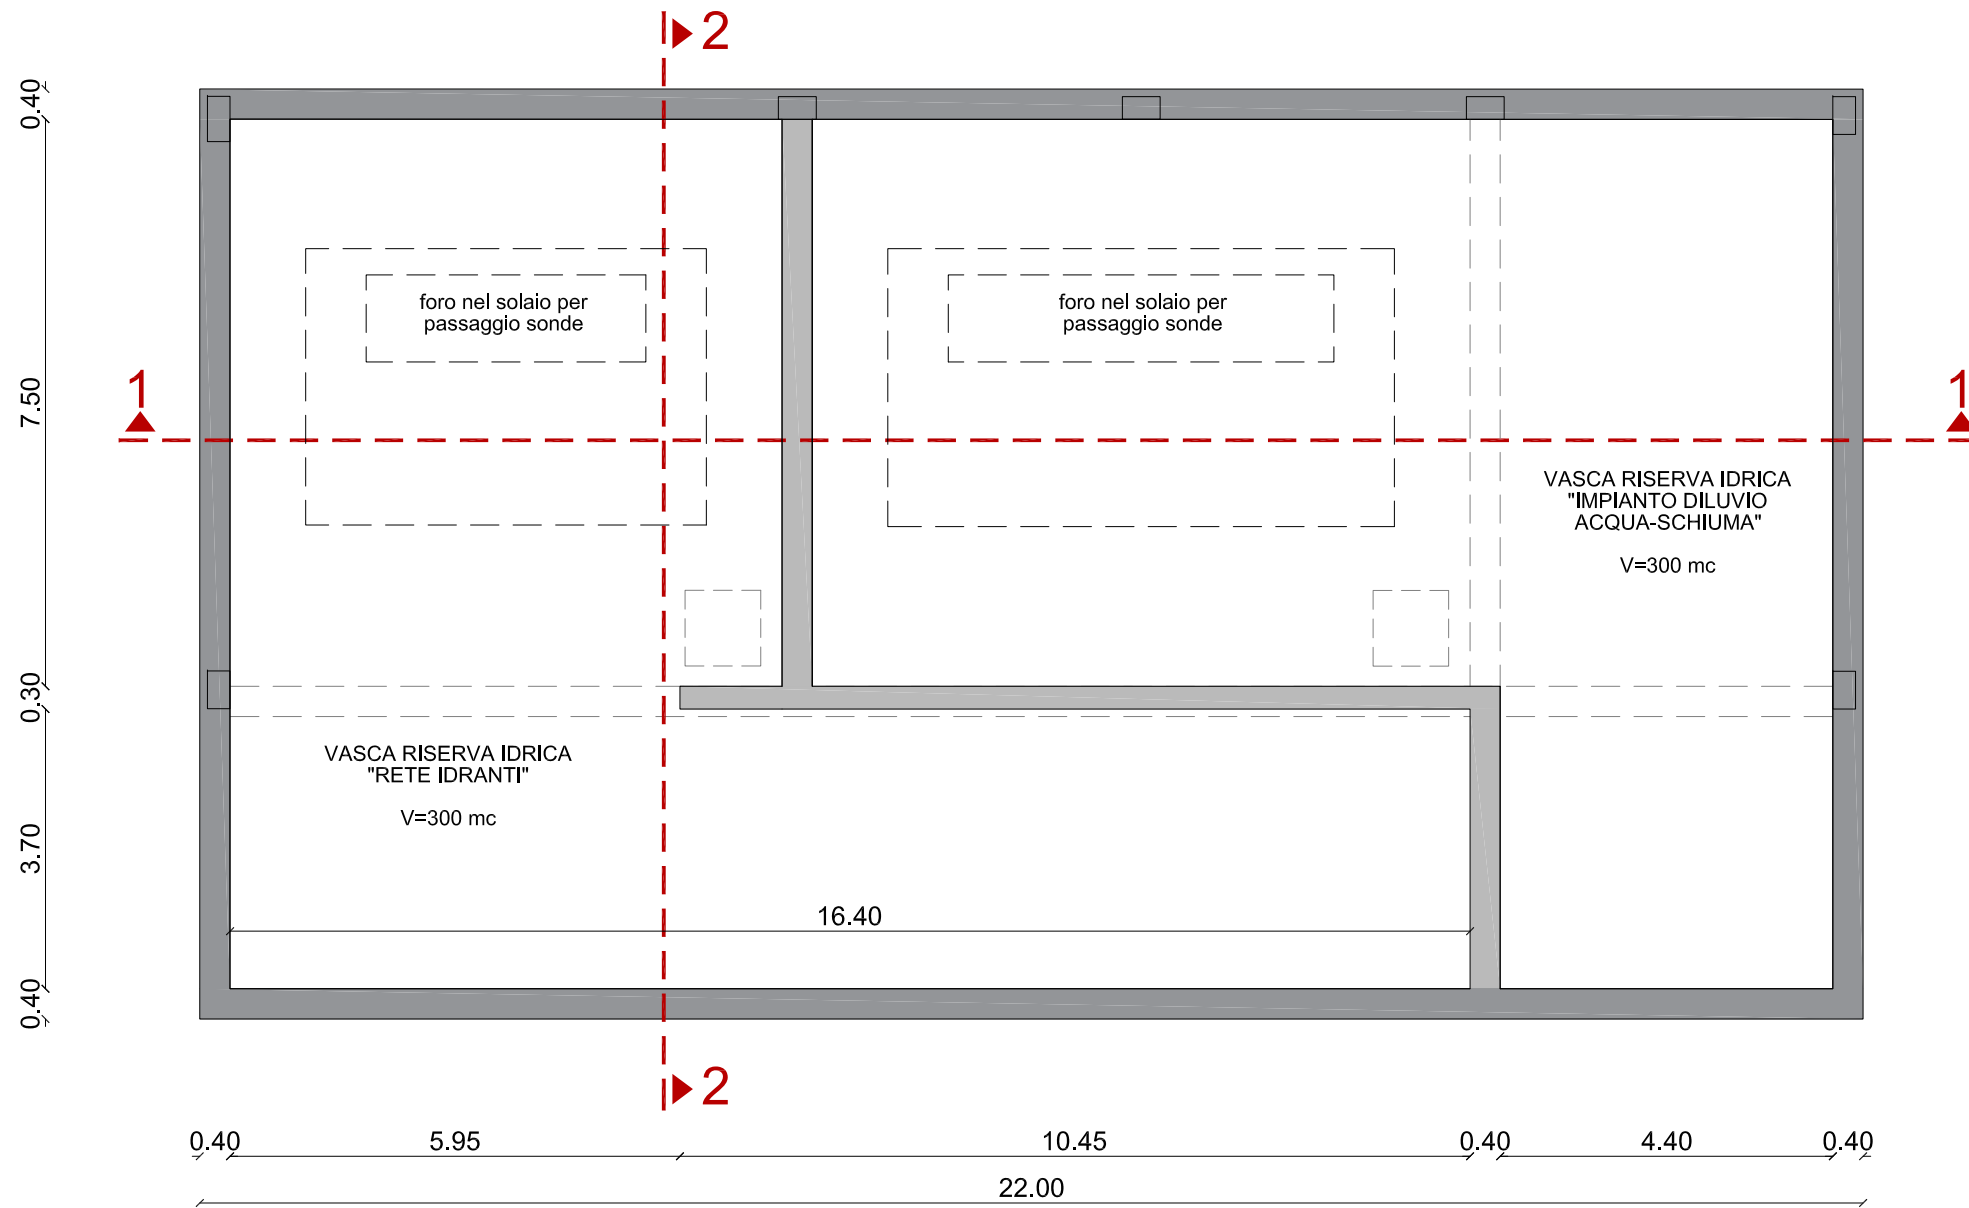 2
0.40
7.50
0.30
3.70
0.40
foro nel solaio per
passaggio sonde
foro nel solaio per
passaggio sonde
1
1
VASCA RISERVA IDRICA
"IMPIANTO DILUVIO
ACQUA-SCHIUMA"
V=300 mc
VASCA RISERVA IDRICA
"RETE IDRANTI"
V=300 mc
16.40
2
0.40
5.95
10.45
0.40
4.40
0.40
22.00